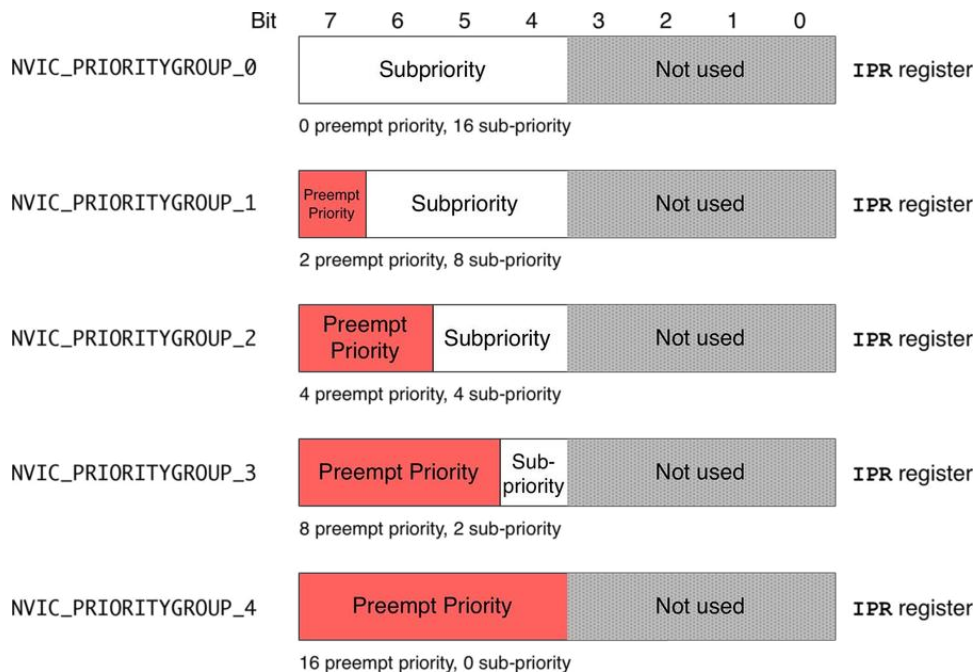 Bit 7 6 5 4 3 2 1 0
NVIC_PRIORITYGROUP_0 Subpriority Not used IPR register
0 preempt priority, 16 sub-priority
NVIC_PRIORITYGROUP_1 Preempt
Priority Subpriority Not used IPR register
2 preempt priority, 8 sub-priority
NVIC_PRIORITYGROUP_2 Preempt
Priority Subpriority Not used IPR register
4 preempt priority, 4 sub-priority
NVIC_PRIORITYGROUP_3 Preempt Priority Sub-
priority Not used IPR register
8 preempt priority, 2 sub-priority
NVIC_PRIORITYGROUP_4 Preempt Priority Not used IPR register
16 preempt priority, 0 sub-priority